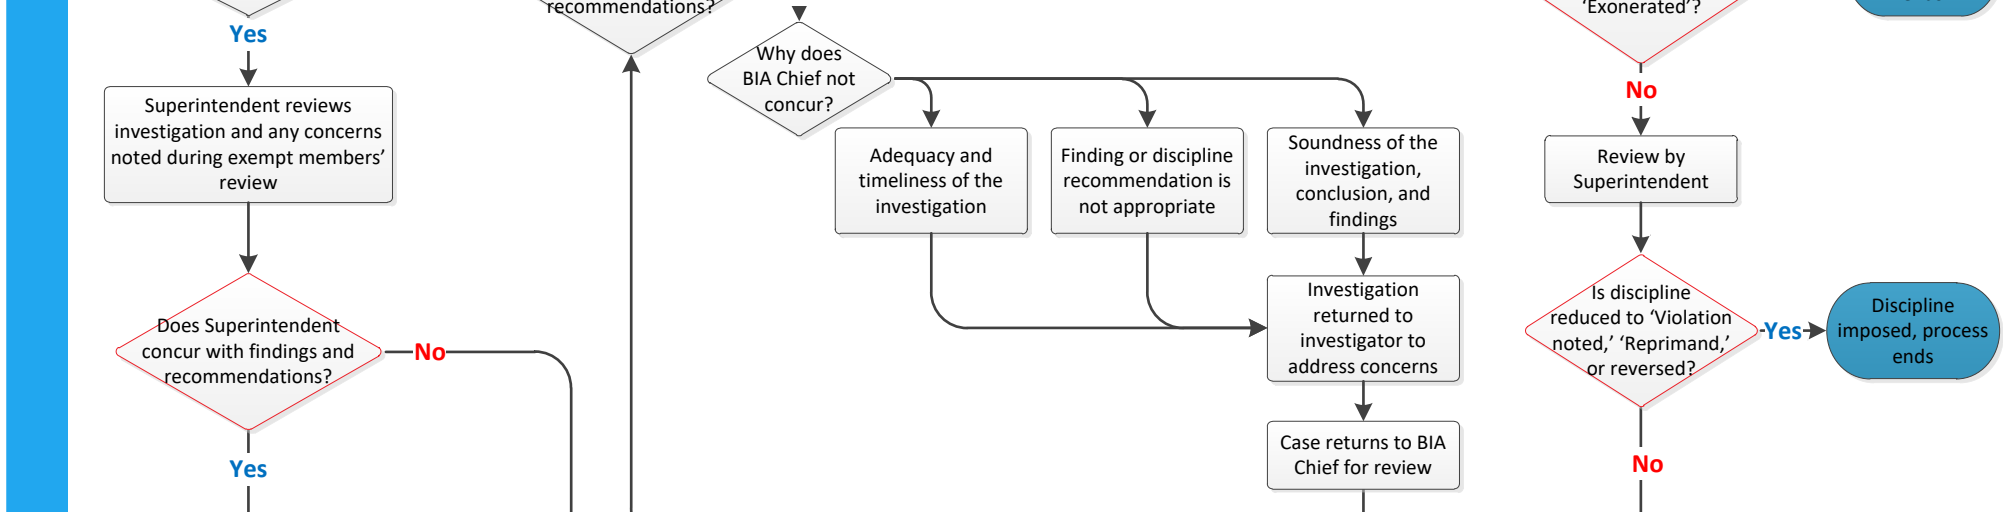 Yes
Superintendent reviews
investigation and any concerns
noted during exempt members’
review
Does Superintendent
concur with findings and
recommendations?
No
Yes
recommendations?
Why does
BIA Chief not
concur?
Adequacy and
timeliness of the
investigation
Finding or discipline
recommendation is
not appropriate
Soundness of the
investigation,
conclusion, and
findings
Investigation
returned to
investigator to
address concerns
Case returns to BIA
Chief for review
‘Exonerated’?
No
Review by
Superintendent
Is discipline
reduced to ‘Violation
noted,’ ‘Reprimand,’
or reversed?
Yes
Discipline
imposed, process
ends
No